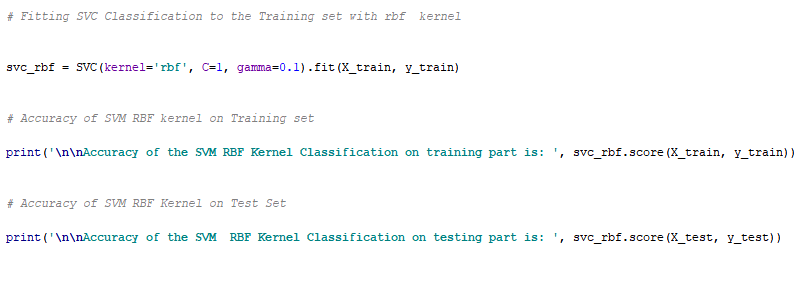 # Fitting SVC Classification to the Training set with rbf  kernel
svc_rbf = SVC(kernel='rbf', C=1, gamma=0.1).fit(X_train, y_train)
# Accuracy of SVM RBF kernel on Training set
print('\n\nAccuracy of the SVM RBF Kernel Classification on training part is: ', svc_rbf.score(X_train, y_train))
# Accuracy of SVM RBF Kernel on Test Set
print('\n\nAccuracy of the SVM  RBF Kernel Classification on testing part is: ', svc_rbf.score(X_test, y_test))